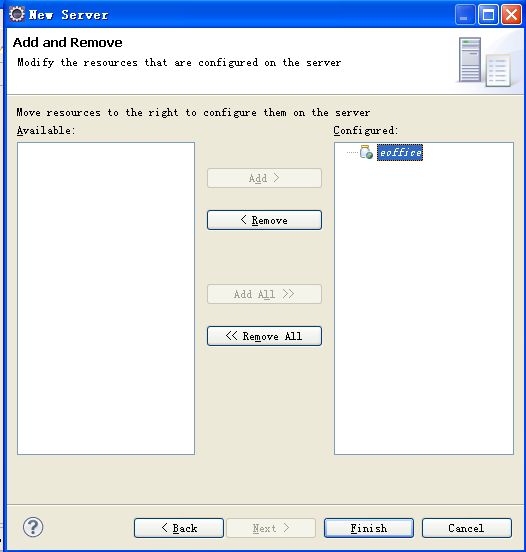 New Server
Add and Remove
Modify the resources that are configured on the server
Move resources to the right to configure them on the server
Available:
Configured:
eoffice
Add >
< Remove
Add All >>
<< Remove All
?
< Back
Next >
Finish
Cancel